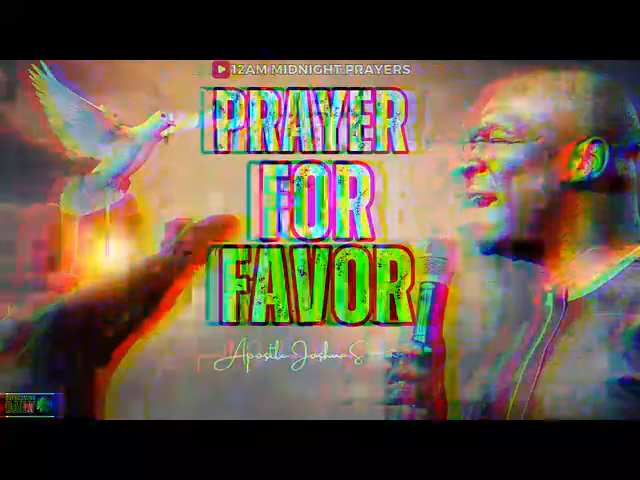 12AM MIDNIGHT PRAYERS
PRAYER
FOR
FAVOR
Apostle Joshua S